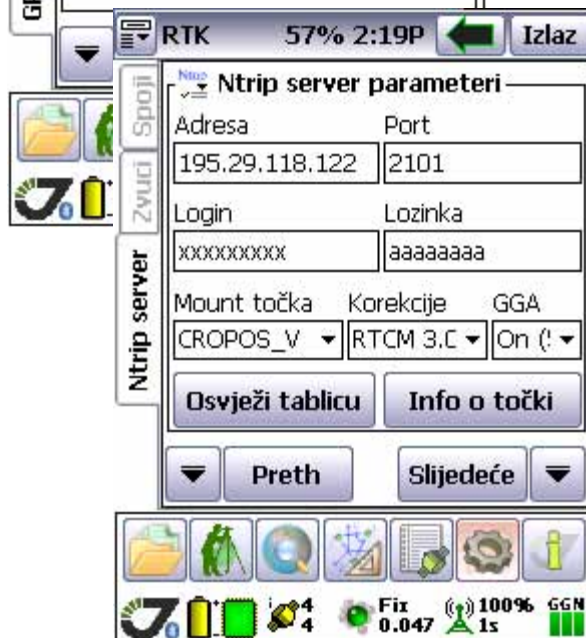 RTK 57% 2:19P Izlaz
Spoji
Zvuci
Ntrip server
Ntrip server parameteri
Adresa Port
195.29.118.122 2101
Login Lozinka
xxxxxxxxx aaaaaaaa
Mount točka Korekcije GGA
CROPOS_V RTCM 3. On (
Osvježi tablicu Info o točki
Preth Slijedeće
4
4
Fix
0.047
100%
1s
GGN